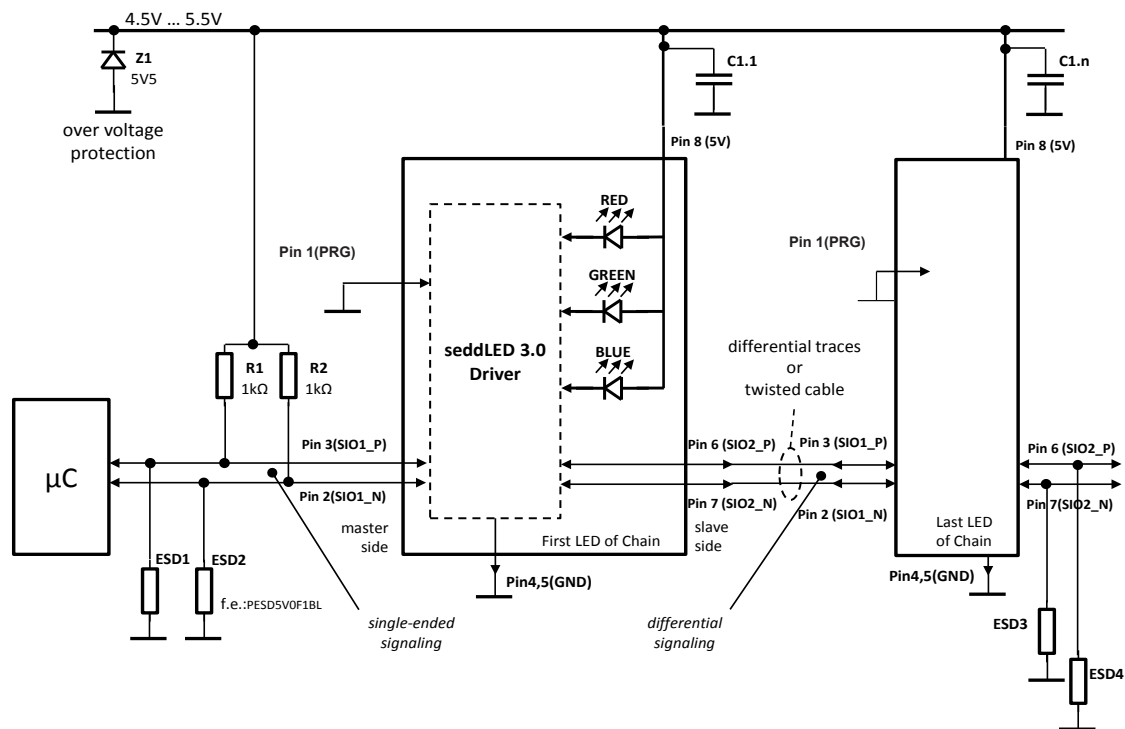 4.5V ... 5.5V
Z1
5V5
over voltage
protection
C1.1
C1.n
Pin 8 (5V)
Pin 8 (5V)
RED
GREEN
BLUE
Pin 1(PRG)
Pin 1(PRG)
seddLED 3.0
Driver
differential traces
or
twisted cable
R1
1kΩ
R2
1kΩ
µC
Pin 3(SIO1_P)
Pin 2(SIO1_N)
Pin 6 (SIO2_P)
Pin 3 (SIO1_P)
Pin 7 (SIO2_N)
Pin 2 (SIO1_N)
Pin 6 (SIO2_P)
Pin 7(SIO2_N)
master
side
First LED of Chain
slave
side
Last LED
of Chain
ESD1
ESD2
f.e.:PESD5V0F1BL
Pin4,5(GND)
Pin4,5(GND)
single-ended
signaling
differential
signaling
ESD3
ESD4